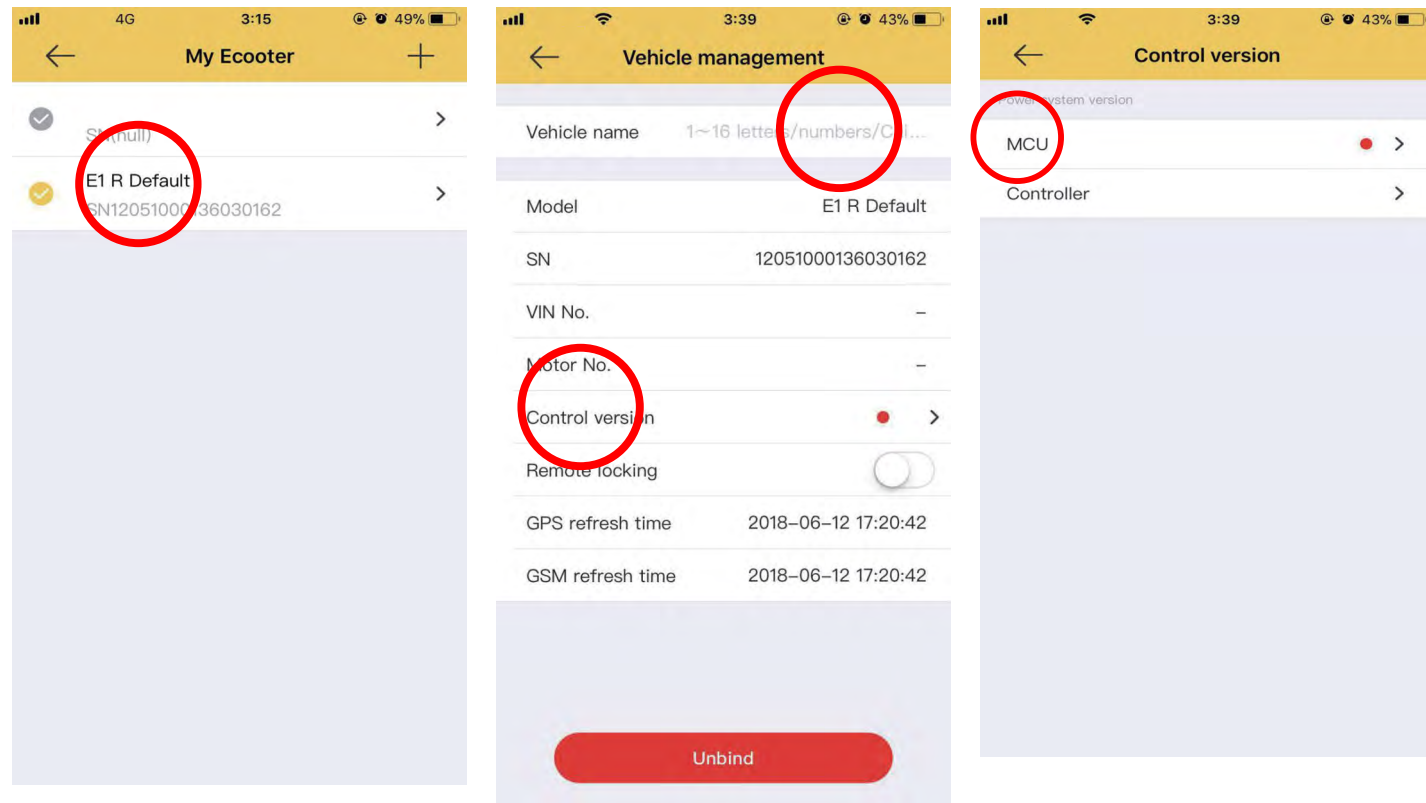 4G 3:15 49%
My Ecooter
SN(null)
E1 R Default
SN12051000136030162
3:39 43%
Vehicle management
Vehicle name 1~16 letters/numbers/C
Model E1 R Default
SN 12051000136030162
VIN No. –
Motor No. –
Control version
Remote locking
GPS refresh time 2018–06–12 17:20:42
GSM refresh time 2018–06–12 17:20:42
Unbind
3:39 43%
Control version
Power system version
MCU
Controller